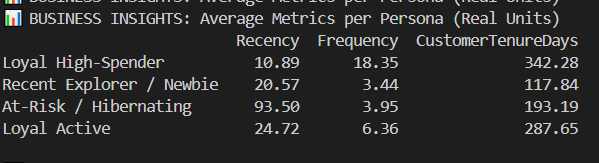 📊 BUSINESS INSIGHTS: Average Metrics per Persona (Real Units)
📊 BUSINESS INSIGHTS: Average Metrics per Persona (Real Units)
Recency Frequency CustomerTenureDays
Loyal High-Spender 10.89 18.35 342.28
Recent Explorer / Newbie 20.57 3.44 117.84
At-Risk / Hibernating 93.50 3.95 193.19
Loyal Active 24.72 6.36 287.65